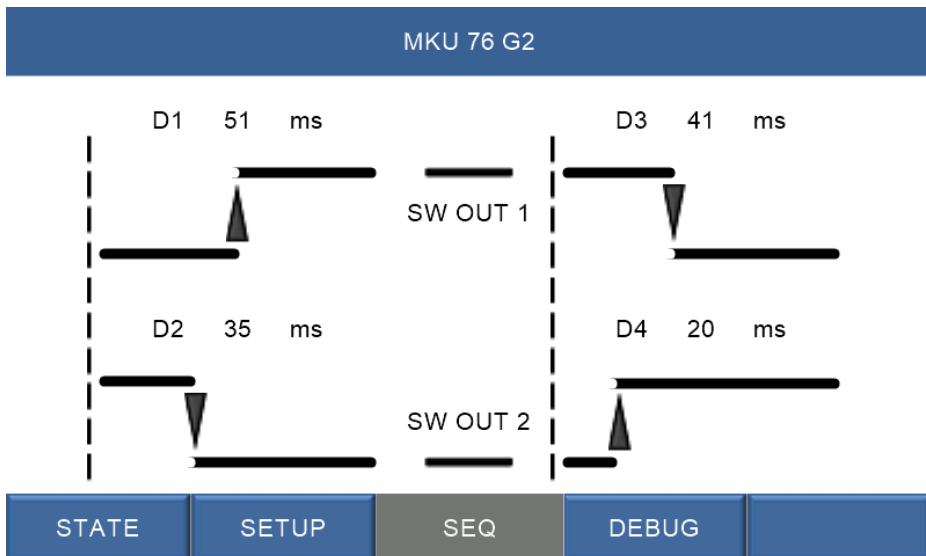 MKU 76 G2
D1 51 ms
D3 41 ms
SW OUT 1
D2 35 ms
D4 20 ms
SW OUT 2
STATE SETUP SEQ DEBUG